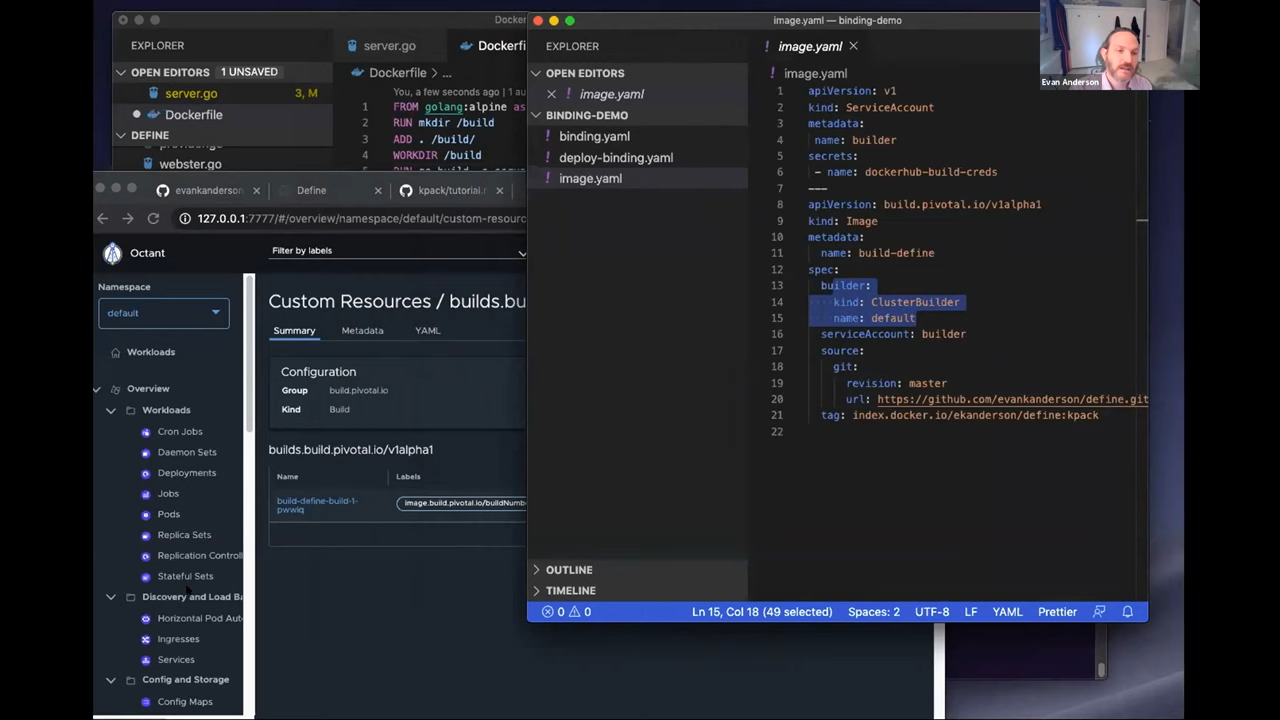 Dockerfi
EXPLORER
server.go
Dockerfi
OPEN EDITORS
1 UNSAVED
Dockerfile > ...
server.go
3, M
You, a few seconds ago | 1 au
Dockerfile
1
FROM golang:alpine as
DEFINE
2
RUN mkdir /build
3
ADD . /build/
webster.go
4
WORKDIR /build
evankanderson
Define
kpack/tutorial.m
127.0.0.1:7777/#/overview/namespace/default/custom-resourc
Octant
Filter by labels
Namespace
default
Workloads
Overview
Workloads
Cron Jobs
Daemon Sets
Deployments
Jobs
Pods
Replica Sets
Replication Controll
Stateful Sets
Discovery and Load Ba
Horizontal Pod Auto
Ingresses
Services
Config and Storage
Config Maps
Custom Resources / builds.bu
Summary
Metadata
YAML
Configuration
Group
build.pivotal.io
Kind
Build
builds.build.pivotal.io/v1alpha1
Name
Labels
build-define-build-1-
pwwiq
image.build.pivotal.io/buildNumb
image.yaml — binding-demo
EXPLORER
OPEN EDITORS
image.yaml
BINDING-DEMO
binding.yaml
deploy-binding.yaml
image.yaml
OUTLINE
TIMELINE
image.yaml
image.yaml
1 apiVersion: v1
2 kind: ServiceAccount
3 metadata:
4 name: builder
5 secrets:
6 - name: dockerhub-build-creds
7 ---
8 apiVersion: build.pivotal.io/v1alpha1
9 kind: Image
10 metadata:
11 name: build-define
12 spec:
13 builder:
14 kind: ClusterBuilder
15 name: default
16 serviceAccount: builder
17 source:
18 git:
19 revision: master
20 url: https://github.com/evankanderson/define.git
21 tag: index.docker.io/ekanderson/define:kpack
22
0 0
Ln 15, Col 18 (49 selected)
Spaces: 2
UTF-8
LF
YAML
Prettier
Evan Anderson